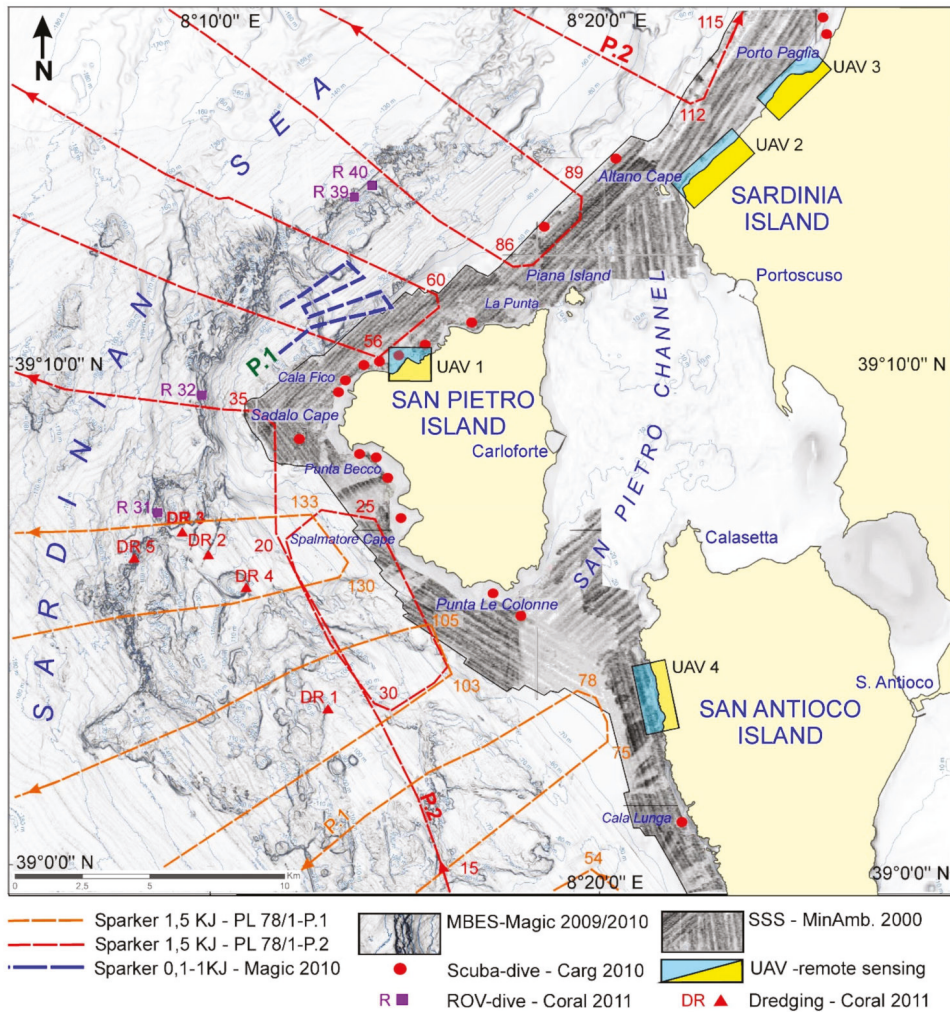 8°10'0'' E
8°20'0'' E
115
N
P.2
Porto Paglia
UAV 3
112
SEA
UAV 2
R 40
R 39
89
Altano Cape
SARDINIA
ISLAND
86
Piana Island
Portoscuso
60
La Punta
SAN PIETRO CHANNEL
P.1
56
39°10'0'' N
39°10'0'' N
UAV 1
Cala Fico
R 32
35
SAN PIETRO
ISLAND
Sadalo Cape
Carloforte
Punta Becco
SARDINIAN
133
25
R 31
DR 3
DR 2
DR 5
20
Spalmatore Cape
Calasetta
DR 4
130
Punta Le Colonne
105
UAV 4
103
78
S. Antioco
30
DR 1
SAN ANTIOCO
ISLAND
75
P.2
P.1
Cala Lunga
39°0'0'' N
15
54
39°0'0'' N
0 2,5 5 10
Km
8°20'0'' E
Sparker 1,5 KJ - PL 78/1-P.1
Sparker 1,5 KJ - PL 78/1-P.2
Sparker 0,1-1KJ - Magic 2010
MBES-Magic 2009/2010
Scuba-dive - Carg 2010
R ROV-dive - Coral 2011
SSS - MinAmb. 2000
UAV -remote sensing
DR Dredging - Coral 2011